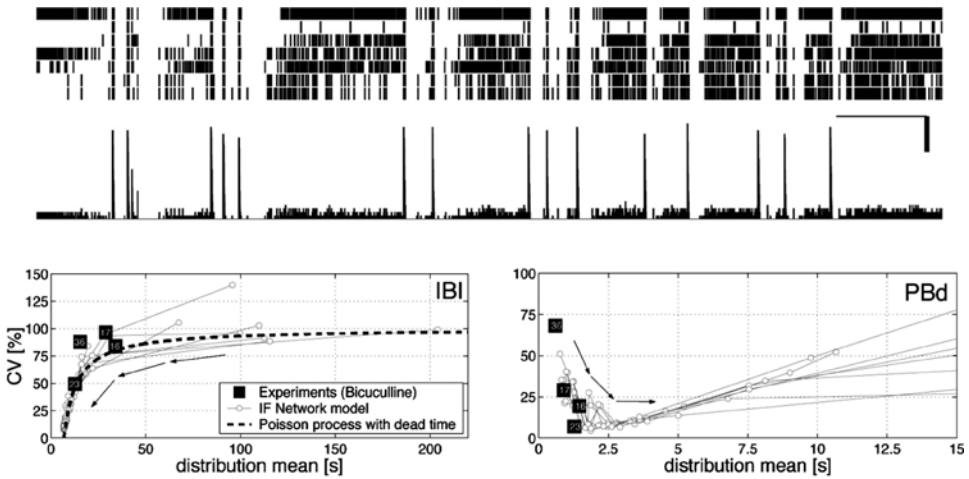 IBI
CV [%]
150
125
100
75
50
25
0
36
17
16
23
Experiments (Bicuculline)
IF Network model
Poisson process with dead time
0 50 100 150 200
distribution mean [s]
PBd
100
75
50
25
0
36
17
16
23
0 2.5 5.0 7.5 10 12.5 15
distribution mean [s]